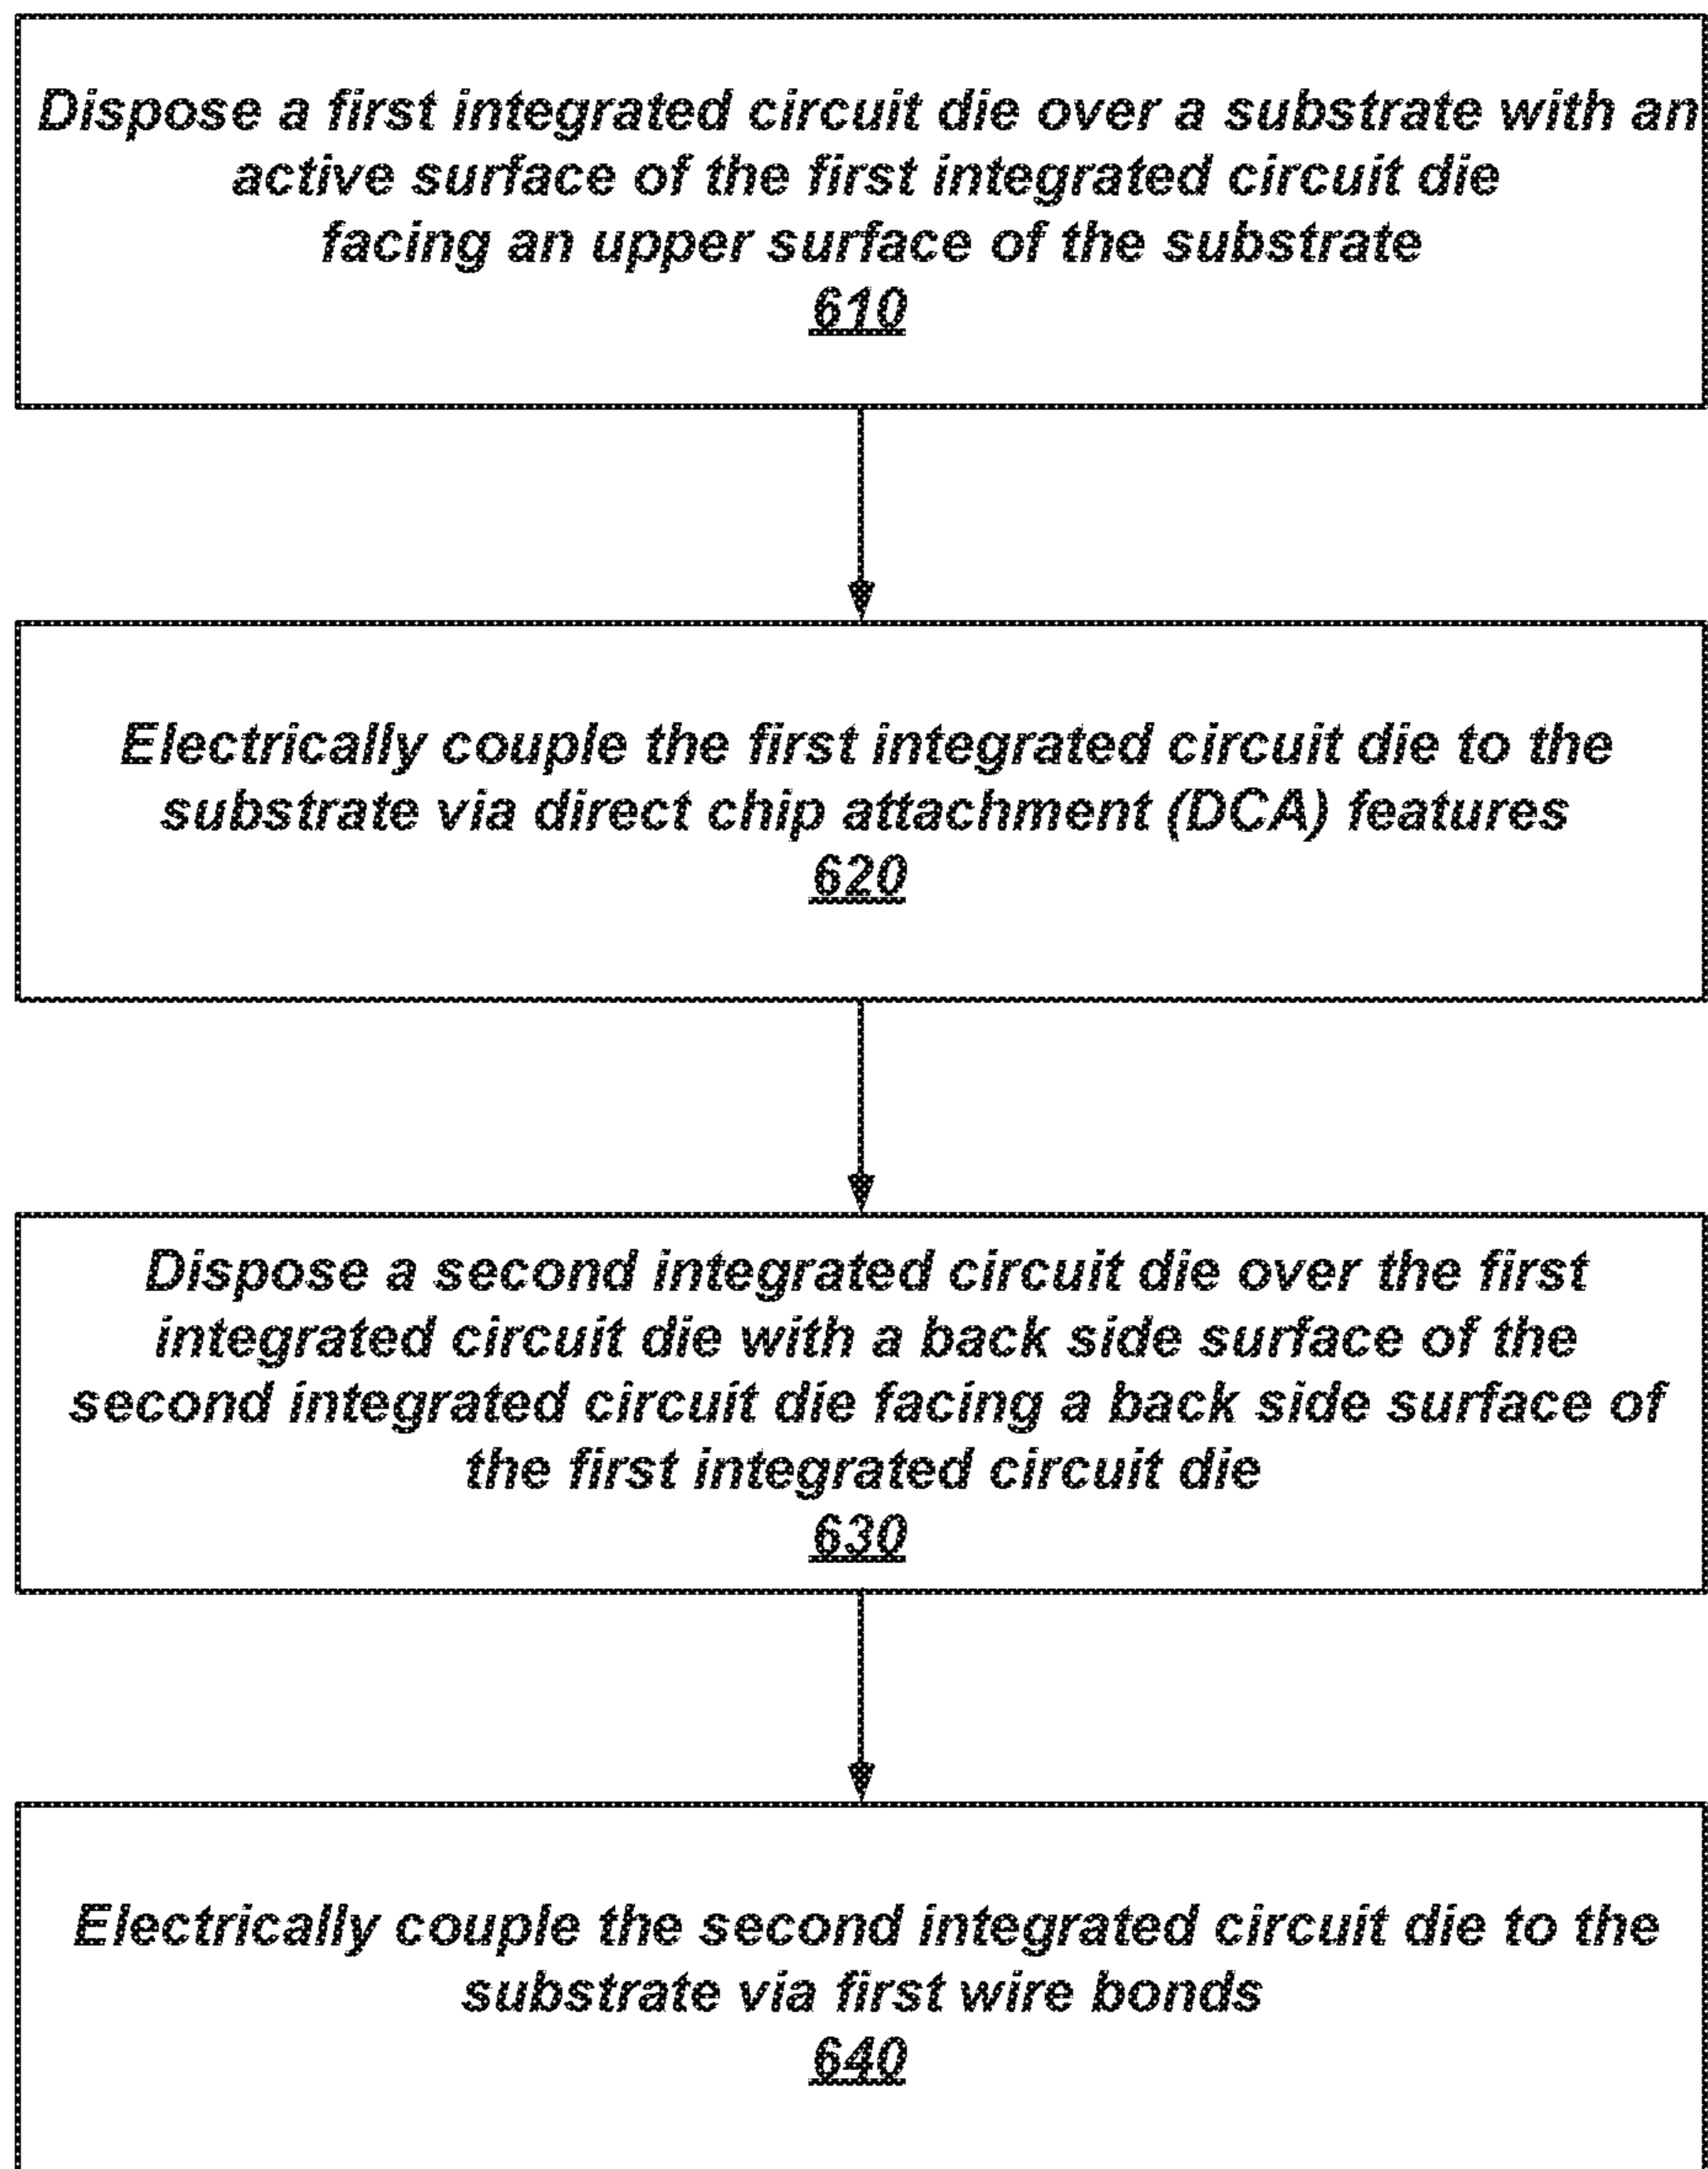 Dispose a first integrated circuit die over a substrate with an
active surface of the first integrated circuit die
facing an upper surface of the substrate
610
Electrically couple the first integrated circuit die to the
substrate via direct chip attachment (DCA) features
620
Dispose a second integrated circuit die over the first
integrated circuit die with a back side surface of the
second integrated circuit die facing a back side surface of
the first integrated circuit die
630
Electrically couple the second integrated circuit die to the
substrate via first wire bonds
640